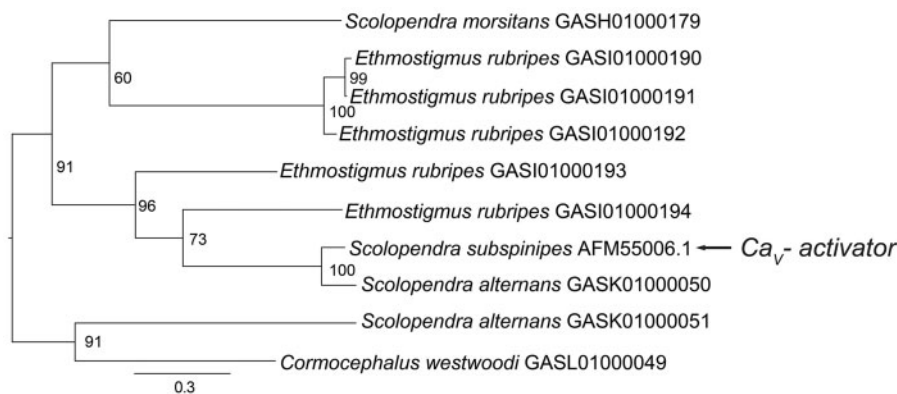 Scolopendra morsitans GASH01000179
Ethmostigmus rubripes GASI01000190
99
Ethmostigmus rubripes GASI01000191
60
100
Ethmostigmus rubripes GASI01000192
91
Ethmostigmus rubripes GASI01000193
96
Ethmostigmus rubripes GASI01000194
73
Scolopendra subspinipes AFM55006.1 Cav- activator
100
Scolopendra alternans GASK01000050
Scolopendra alternans GASK01000051
91
Cormocephalus westwoodi GASL01000049
0.3